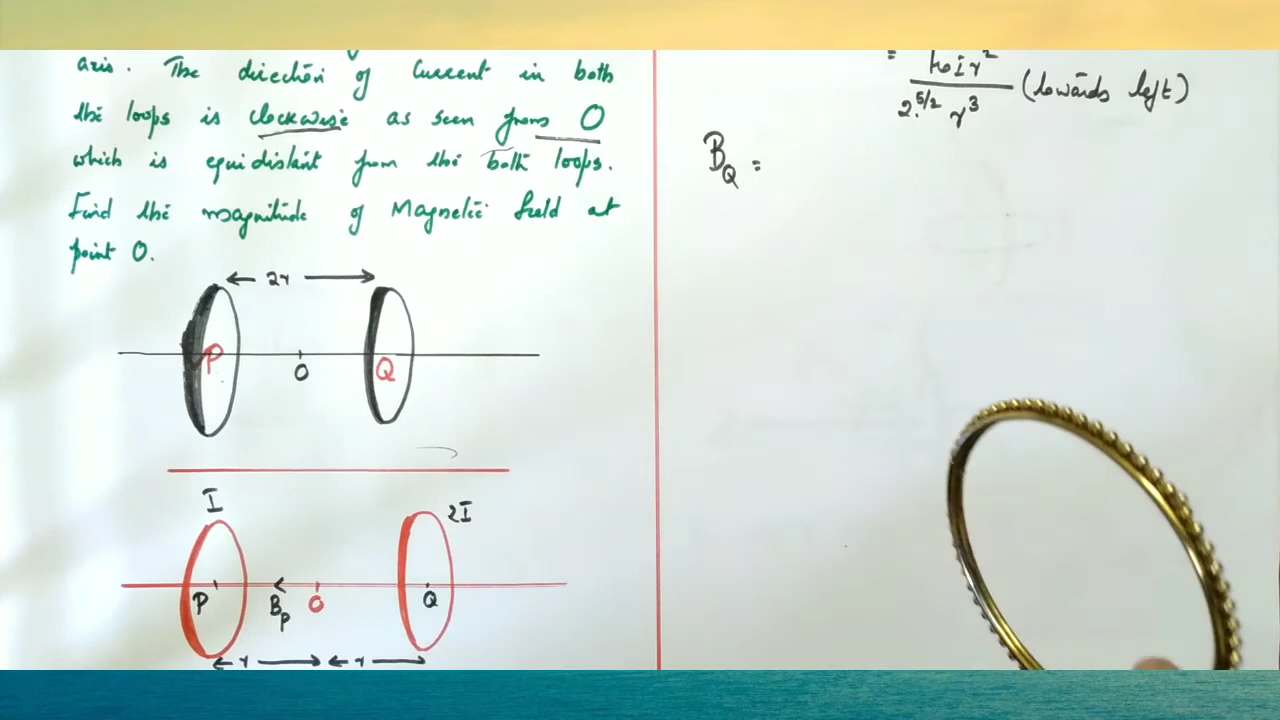 axis. The direction of Current in both
the loops is clockwise as seen from O
which is equidistant from the both loops.
Find the magnitude of Magnetic field at
point O.
2r
P
O
Q
I
2I
P
B_P
O
Q
r
r
= μ₀Ir²
2^{5/2} r³
(towards left)
B_Q =